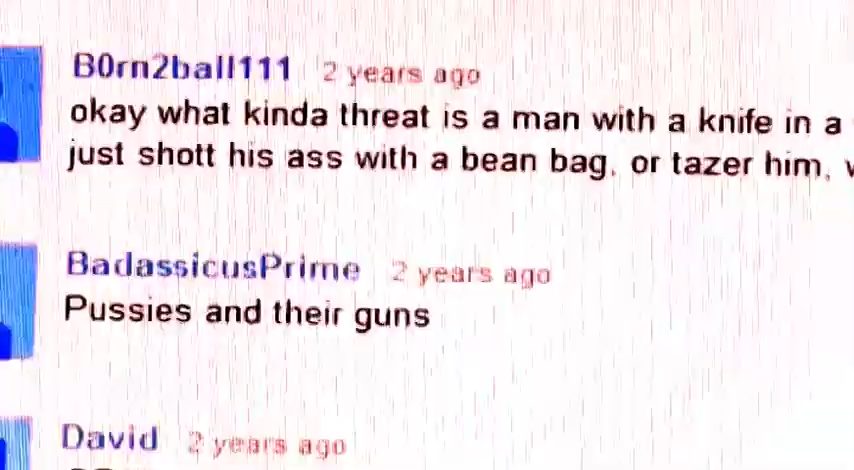 B0rn2ball111 2 years ago
okay what kinda threat is a man with a knife in a
just shott his ass with a bean bag, or tazer him,
BadassicusPrime 2 years ago
Pussies and their guns
David 2 years ago